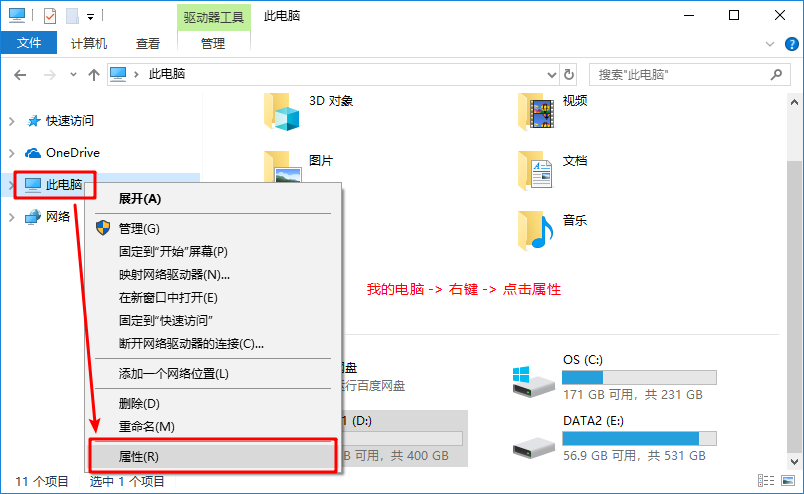 驱动器工具
此电脑
文件
计算机
查看
管理
此电脑
搜索"此电脑"
快速访问
OneDrive
此电脑
网络
3D 对象
视频
图片
文档
音乐
展开(A)
管理(G)
固定到"开始"屏幕(P)
映射网络驱动器(N)...
在新窗口中打开(E)
固定到"快速访问"
断开网络驱动器的连接(C)...
添加一个网络位置(L)
删除(D)
重命名(M)
属性(R)
我的电脑 -> 右键 -> 点击属性
网盘
运行百度网盘
OS (C:)
171 GB 可用，共 231 GB
1 (D:)
GB 可用，共 400 GB
DATA2 (E:)
56.9 GB 可用，共 531 GB
11 个项目
选中 1 个项目